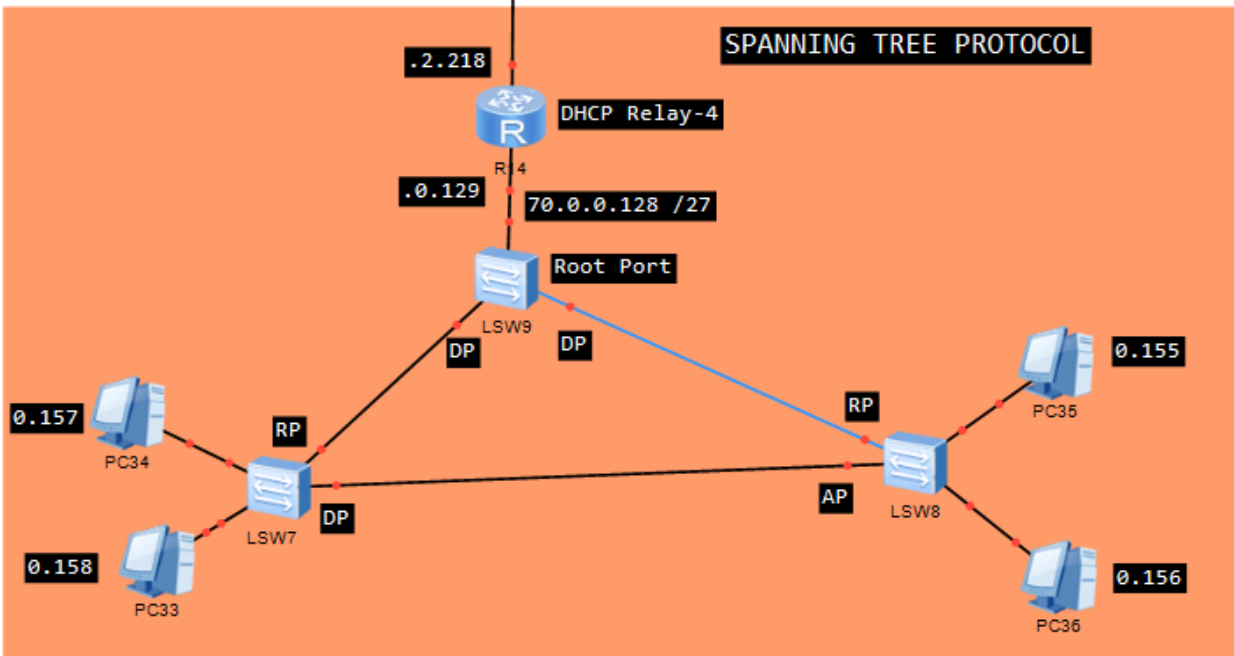 SPANNING TREE PROTOCOL
.2.218
DHCP Relay-4
R
R14
.0.129
70.0.0.128 /27
Root Port
LSW9
DP
DP
0.155
PC35
0.157
PC34
RP
RP
LSW7
DP
AP
LSW8
0.158
PC33
0.156
PC36